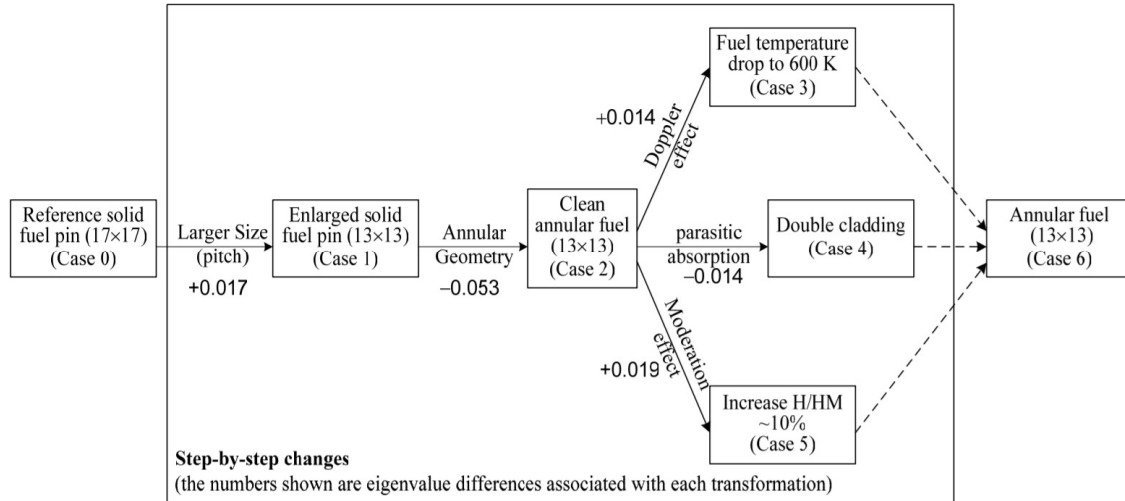 Fuel temperature
drop to 600 K
(Case 3)
+0.014
Doppler
effect
Reference solid
fuel pin (17×17)
(Case 0)
Larger Size
(pitch)
+0.017
Enlarged solid
fuel pin (13×13)
(Case 1)
Annular
Geometry
−0.053
Clean
annular fuel
(13×13)
(Case 2)
parasitic
absorption
−0.014
Double cladding
(Case 4)
Annular fuel
(13×13)
(Case 6)
Moderation
effect
+0.019
Increase H/HM
~10%
(Case 5)
Step-by-step changes
(the numbers shown are eigenvalue differences associated with each transformation)